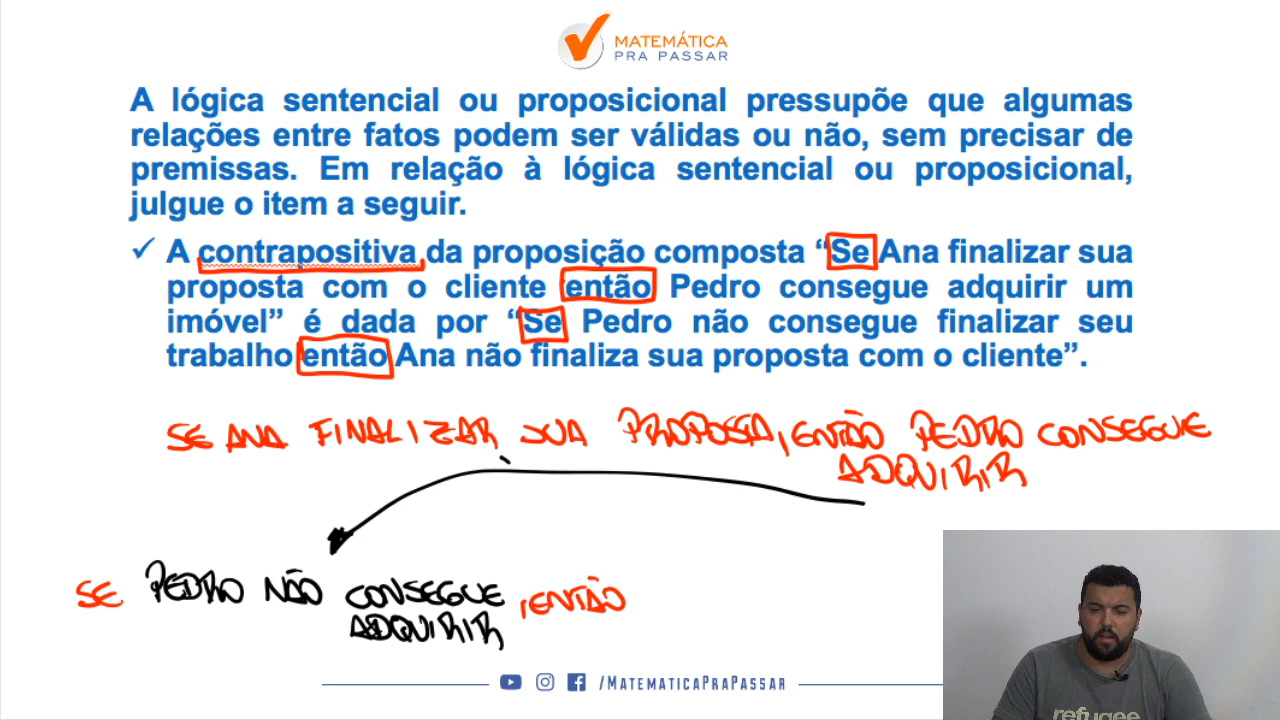 MATEMÁTICA
PRA PASSAR
A lógica sentencial ou proposicional pressupõe que algumas
relações entre fatos podem ser válidas ou não, sem precisar de
premissas. Em relação à lógica sentencial ou proposicional,
julgue o item a seguir.
✓ A contrapositiva da proposição composta “Se Ana finalizar sua
proposta com o cliente então Pedro consegue adquirir um
imóvel” é dada por “Se Pedro não consegue finalizar seu
trabalho então Ana não finaliza sua proposta com o cliente”.
SE ANA FINALIZAR SUA PROPOSTA, ENTÃO PEDRO CONSEGUE
ADQUIRIR
SE PEDRO NÃO CONSEGUE, ENTÃO
ADQUIRIR
/MATEMATICAPRAPASSAR
refugee